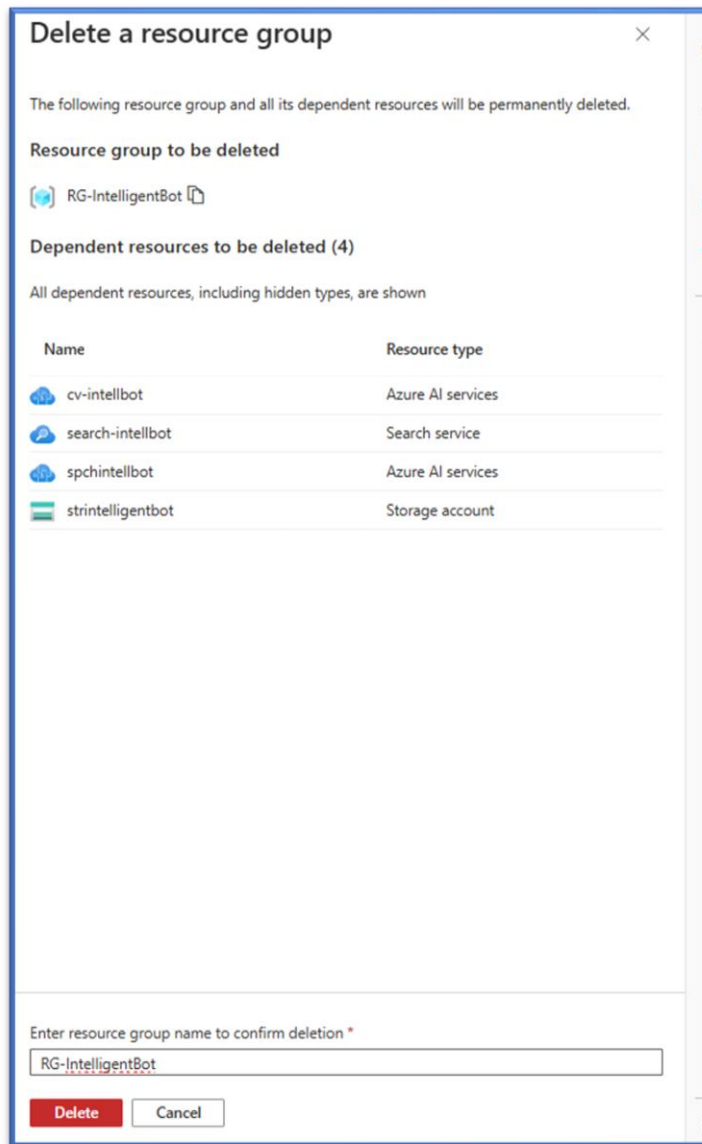 Delete a resource group
The following resource group and all its dependent resources will be permanently deleted.
Resource group to be deleted
RG-IntelligentBot
Dependent resources to be deleted (4)
All dependent resources, including hidden types, are shown
Name Resource type
cv-intellbot Azure AI services
search-intellbot Search service
spchintellbot Azure AI services
strintelligentbot Storage account
Enter resource group name to confirm deletion *
RG-IntelligentBot
Delete Cancel